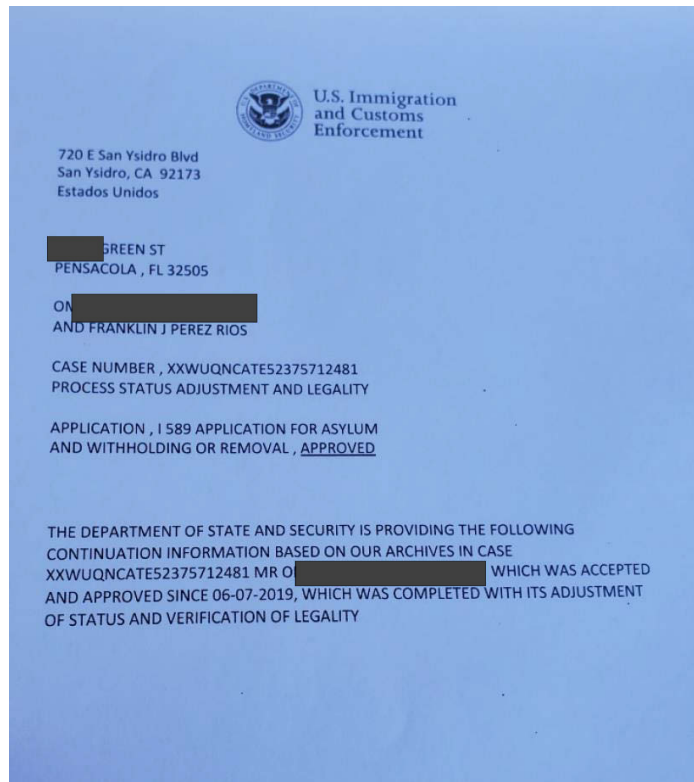 U.S. Immigration
and Customs
Enforcement
720 E San Ysidro Blvd
San Ysidro, CA 92173
Estados Unidos
GREEN ST
PENSACOLA , FL 32505
AND FRANKLIN J PEREZ RIOS
CASE NUMBER , XXWUQNCATE52375712481
PROCESS STATUS ADJUSTMENT AND LEGALITY
APPLICATION , I 589 APPLICATION FOR ASYLUM
AND WITHHOLDING OR REMOVAL , APPROVED
THE DEPARTMENT OF STATE AND SECURITY IS PROVIDING THE FOLLOWING
CONTINUATION INFORMATION BASED ON OUR ARCHIVES IN CASE
XXWUQNCATE52375712481 MR WHICH WAS ACCEPTED
AND APPROVED SINCE 06-07-2019, WHICH WAS COMPLETED WITH ITS ADJUSTMENT
OF STATUS AND VERIFICATION OF LEGALITY